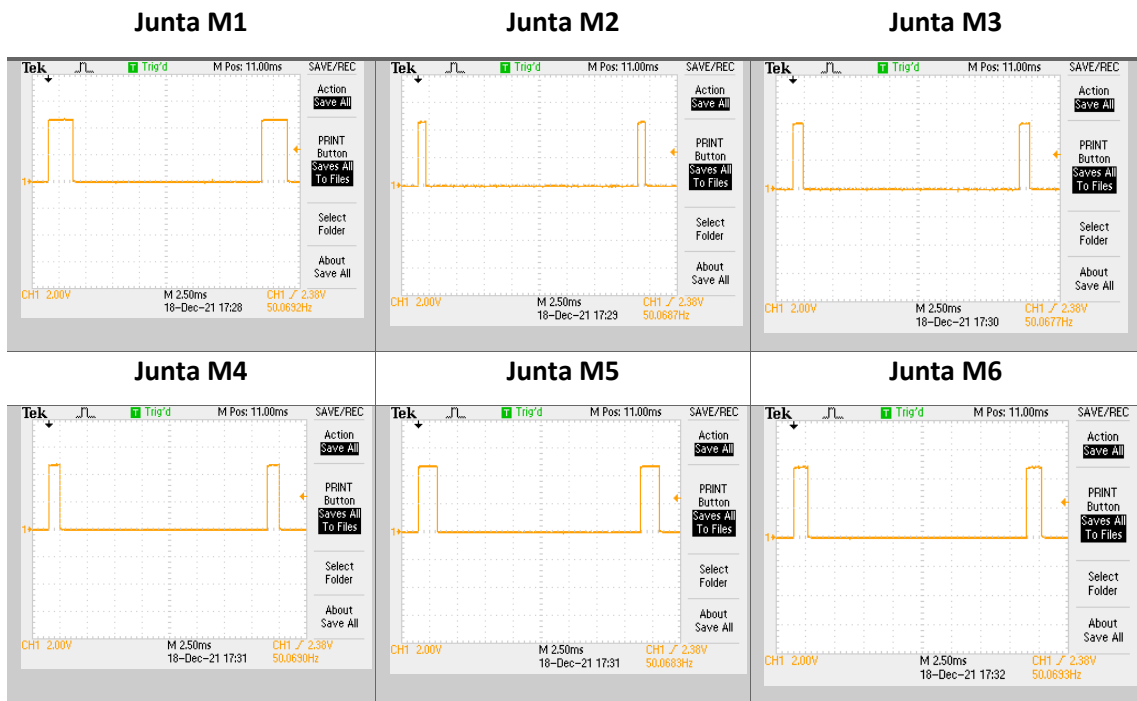 Junta M1
Junta M2
Junta M3
Tek
T Trig'd
M Pos: 11.00ms
SAVE/REC
Action
Save All
PRINT
Button
Saves All
To Files
Select
Folder
About
Save All
1
CH1 2.00V
M 2.50ms
CH1 / 2.38V
18-Dec-21 17:28
50.0692Hz
Tek
T Trig'd
M Pos: 11.00ms
SAVE/REC
Action
Save All
PRINT
Button
Saves All
To Files
Select
Folder
About
Save All
1
CH1 2.00V
M 2.50ms
CH1 / 2.38V
18-Dec-21 17:29
50.0687Hz
Tek
T Trig'd
M Pos: 11.00ms
SAVE/REC
Action
Save All
PRINT
Button
Saves All
To Files
Select
Folder
About
Save All
1
CH1 2.00V
M 2.50ms
CH1 / 2.38V
18-Dec-21 17:30
50.0677Hz
Junta M4
Junta M5
Junta M6
Tek
T Trig'd
M Pos: 11.00ms
SAVE/REC
Action
Save All
PRINT
Button
Saves All
To Files
Select
Folder
About
Save All
1
CH1 2.00V
M 2.50ms
CH1 / 2.38V
18-Dec-21 17:31
50.0690Hz
Tek
T Trig'd
M Pos: 11.00ms
SAVE/REC
Action
Save All
PRINT
Button
Saves All
To Files
Select
Folder
About
Save All
1
CH1 2.00V
M 2.50ms
CH1 / 2.38V
18-Dec-21 17:31
50.0683Hz
Tek
T Trig'd
M Pos: 11.00ms
SAVE/REC
Action
Save All
PRINT
Button
Saves All
To Files
Select
Folder
About
Save All
1
CH1 2.00V
M 2.50ms
CH1 / 2.38V
18-Dec-21 17:32
50.0693Hz